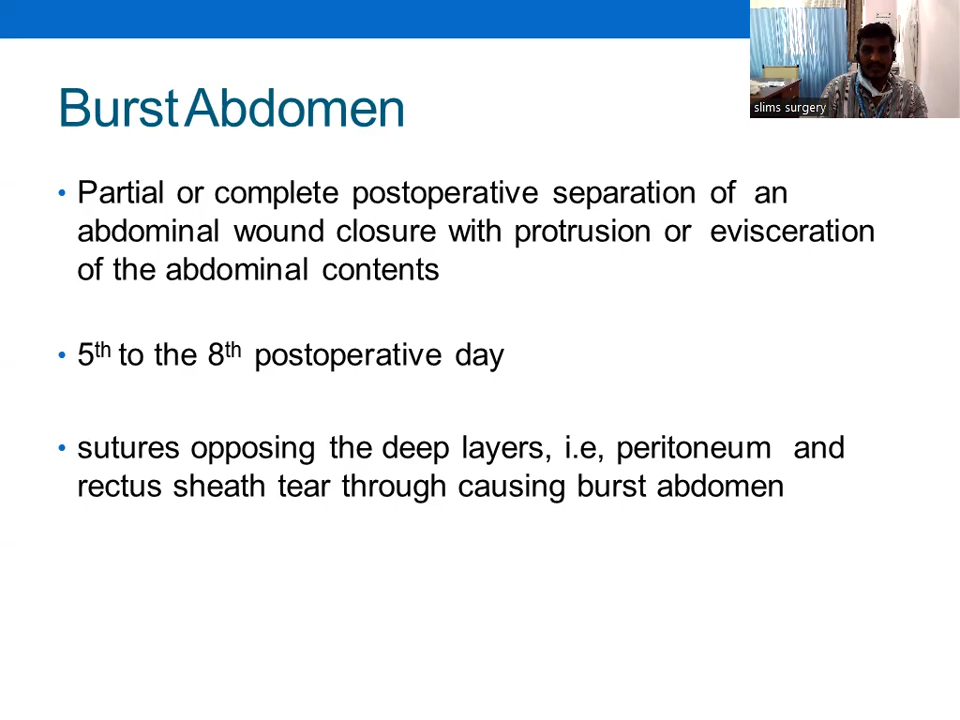 slims surgery
Burst Abdomen
• Partial or complete postoperative separation of an
abdominal wound closure with protrusion or evisceration
of the abdominal contents
• 5th to the 8th postoperative day
• sutures opposing the deep layers, i.e, peritoneum and
rectus sheath tear through causing burst abdomen